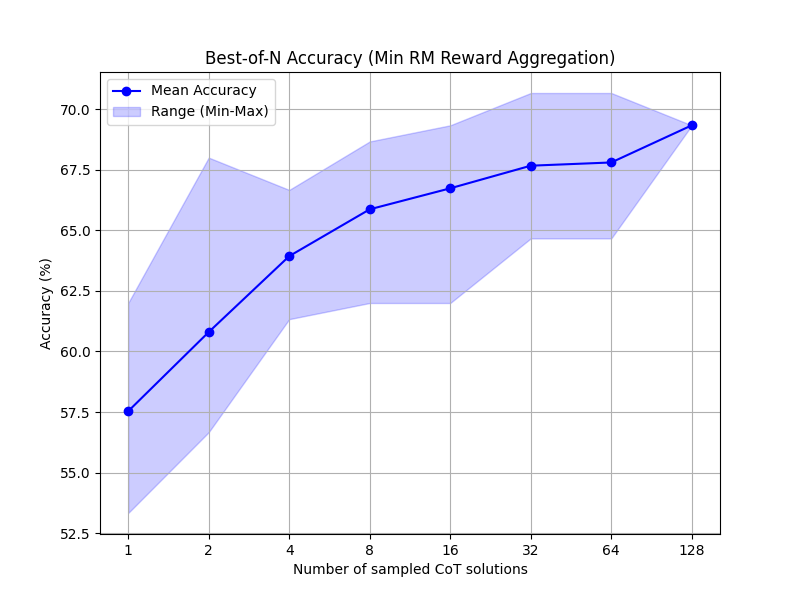 Best-of-N Accuracy (Min RM Reward Aggregation)
Mean Accuracy
Range (Min-Max)
70.0
67.5
65.0
62.5
60.0
57.5
55.0
52.5
Accuracy (%)
1 2 4 8 16 32 64 128
Number of sampled CoT solutions